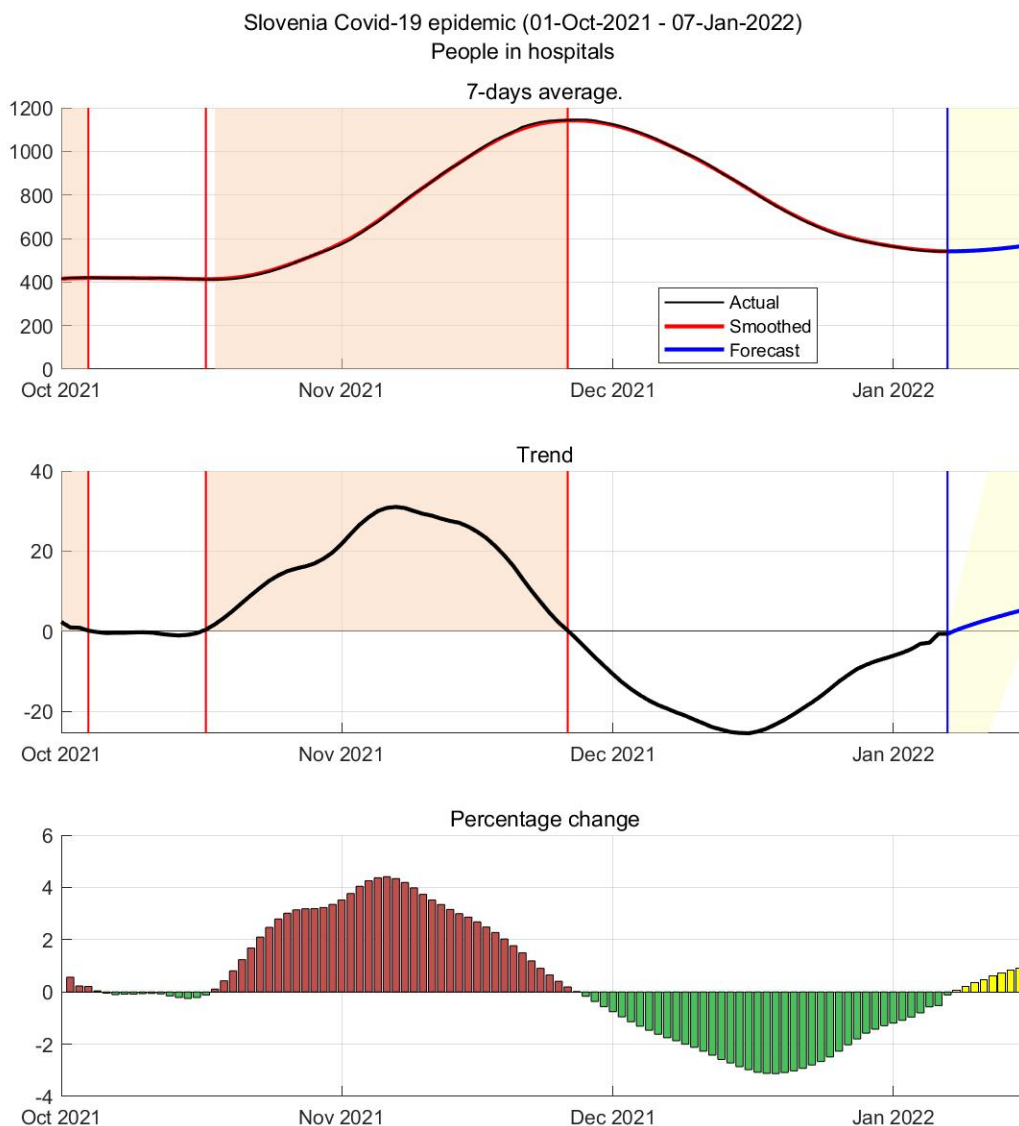 Slovenia Covid-19 epidemic (01-Oct-2021 - 07-Jan-2022)
People in hospitals
7-days average.
1200
1000
800
600
400
200
0
Actual
Smoothed
Forecast
Oct 2021 Nov 2021 Dec 2021 Jan 2022
Trend
40
20
0
-20
Oct 2021 Nov 2021 Dec 2021 Jan 2022
Percentage change
6
4
2
0
-2
-4
Oct 2021 Nov 2021 Dec 2021 Jan 2022